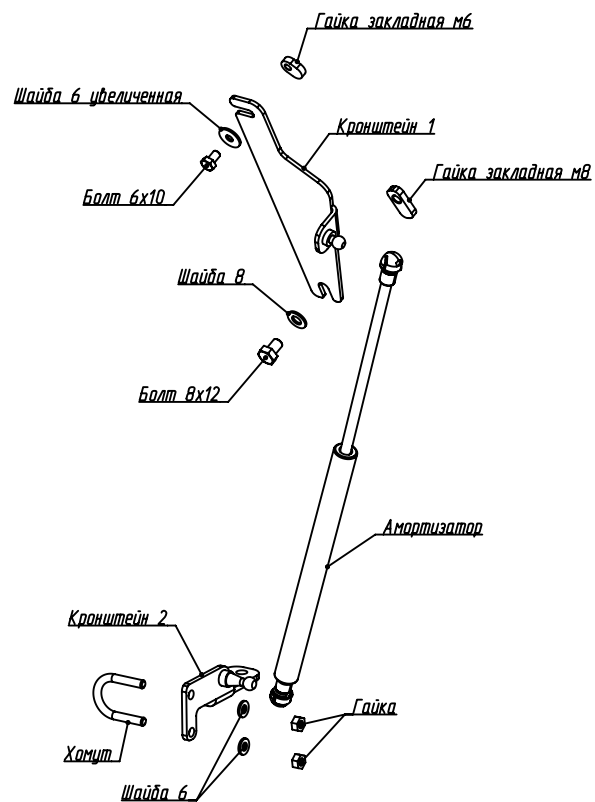 Гайка закладная м6
Шайба 6 увеличенная
Кронштейн 1
Гайка закладная м8
Болт 6х10
Шайба 8
Болт 8х12
Амортизатор
Кронштейн 2
Гайка
Хомут
Шайба 6